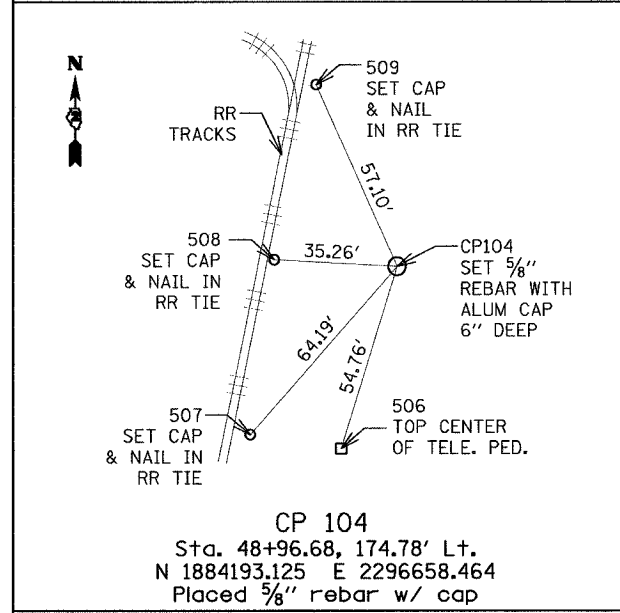 N
509
SET CAP
& NAIL
IN RR TIE
RR
TRACKS
57.10'
508
SET CAP
& NAIL IN
RR TIE
35.26'
CP104
SET 5/8"
REBAR WITH
ALUM CAP
6" DEEP
64.19'
54.76'
507
SET CAP
& NAIL IN
RR TIE
506
TOP CENTER
OF TELE. PED.
CP 104
Sta. 48+96.68, 174.78' Lt.
N 1884193.125 E 2296658.464
Placed 5/8" rebar w/ cap